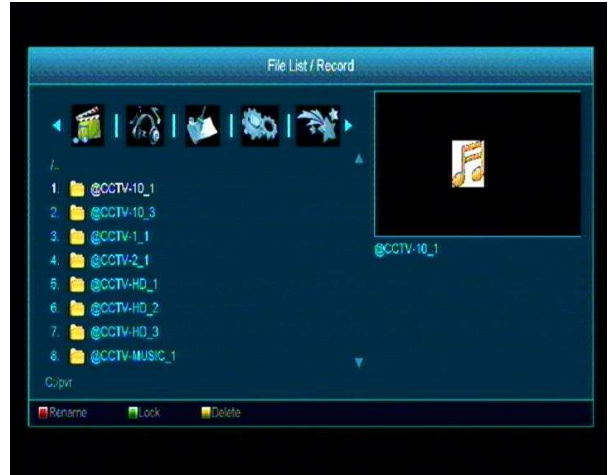 File List / Record
/..
1. @CCTV-10_1
2. @CCTV-10_3
3. @CCTV-1_1
4. @CCTV-2_1
5. @CCTV-HD_1
6. @CCTV-HD_2
7. @CCTV-HD_3
8. @CCTV-MUSIC_1
@CCTV-10_1
C:/pvr
Rename Lock Delete